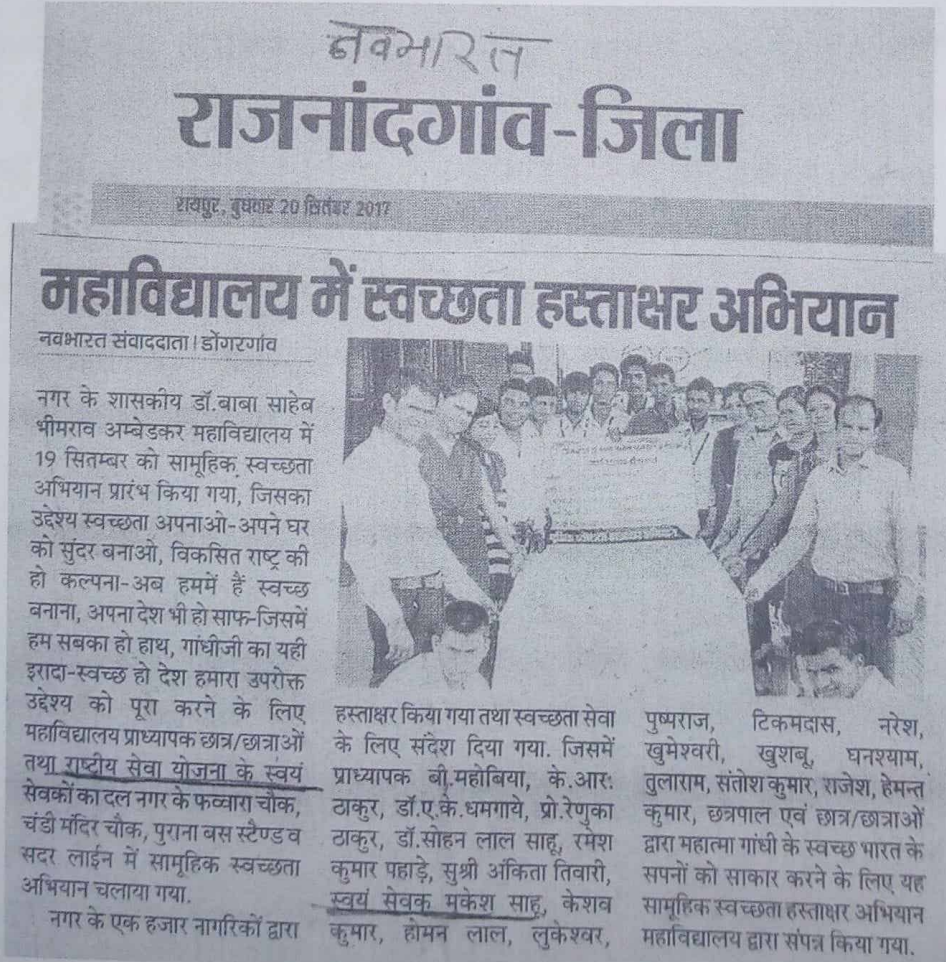 नवभारत
राजनांदगांव-जिला
रायपुर, बुधवार 20 सितंबर 2017
महाविद्यालय में स्वच्छता हस्ताक्षर अभियान
नवभारत संवाददाता। डोंगरगांव
नगर के शासकीय डॉ.बाबा साहेब
भीमराव अम्बेडकर महाविद्यालय में
19 सितम्बर को सामूहिक स्वच्छता
अभियान प्रारंभ किया गया, जिसका
उद्देश्य स्वच्छता अपनाओ-अपने घर
को सुंदर बनाओ, विकसित राष्ट्र की
हो कल्पना-अब हममें हैं स्वच्छ
बनाना, अपना देश भी हो साफ-जिसमें
हम सबका हो हाथ, गांधीजी का यही
इरादा-स्वच्छ हो देश हमारा उपरोक्त
उद्देश्य को पूरा करने के लिए
महाविद्यालय प्राध्यापक छात्र/छात्राओं
तथा राष्टीय सेवा योजना के स्वयं
सेवकों का दल नगर के फव्वारा चौक,
चंडी मंदिर चौक, पुराना बस स्टैण्ड व
सदर लाईन में सामूहिक स्वच्छता
अभियान चलाया गया.
नगर के एक हजार नागरिकों द्वारा
हस्ताक्षर किया गया तथा स्वच्छता सेवा
के लिए संदेश दिया गया. जिसमें
प्राध्यापक बी.महोबिया, के.आर.
ठाकुर, डॉ.ए.के.धमगाये, प्रो.रेणुका
ठाकुर, डॉ.सोहन लाल साहू, रमेश
कुमार पहाड़े, सुश्री अंकिता तिवारी,
स्वयं सेवक मुकेश साहू, केशव
कुमार, होमन लाल, लुकेश्वर,
पुष्पराज, टिकमदास, नरेश,
खुमेश्वरी, खुशबू, घनश्याम,
तुलाराम, संतोश कुमार, राजेश, हेमन्त
कुमार, छत्रपाल एवं छात्र/छात्राओं
द्वारा महात्मा गांधी के स्वच्छ भारत के
सपनों को साकार करने के लिए यह
सामूहिक स्वच्छता हस्ताक्षर अभियान
महाविद्यालय द्वारा संपन्न किया गया.